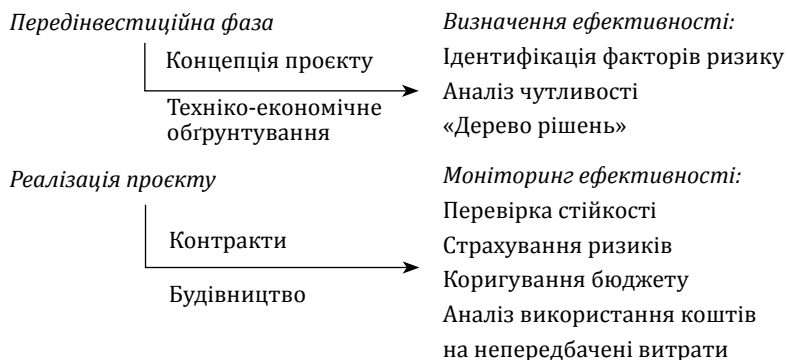 Передінвестиційна фаза
Концепція проєкту
Техніко-економічне
обґрунтування
Визначення ефективності:
Ідентифікація факторів ризику
Аналіз чутливості
«Дерево рішень»
Реалізація проєкту
Контракти
Будівництво
Моніторинг ефективності:
Перевірка стійкості
Страхування ризиків
Коригування бюджету
Аналіз використання коштів
на непередбачені витрати